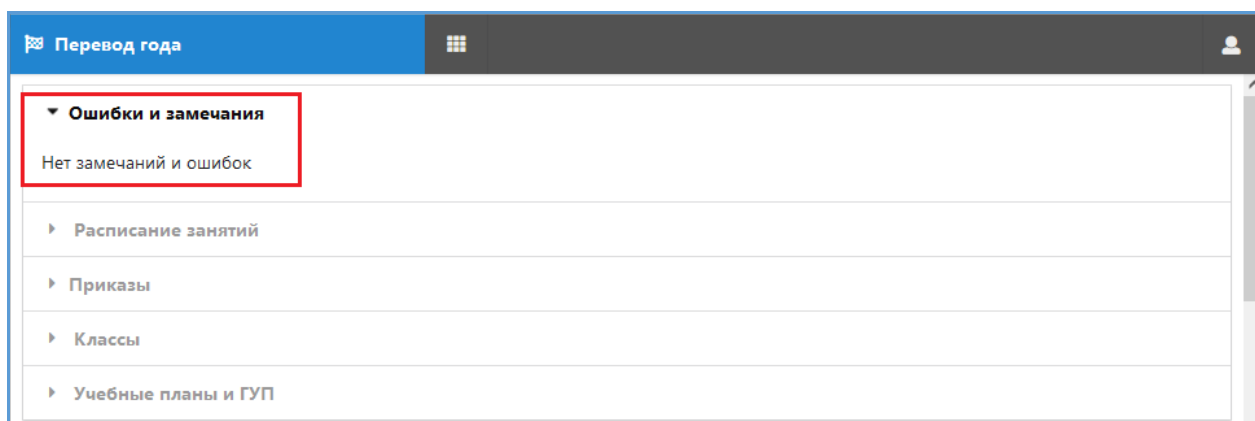 Перевод года
Ошибки и замечания
Нет замечаний и ошибок
Расписание занятий
Приказы
Классы
Учебные планы и ГУП